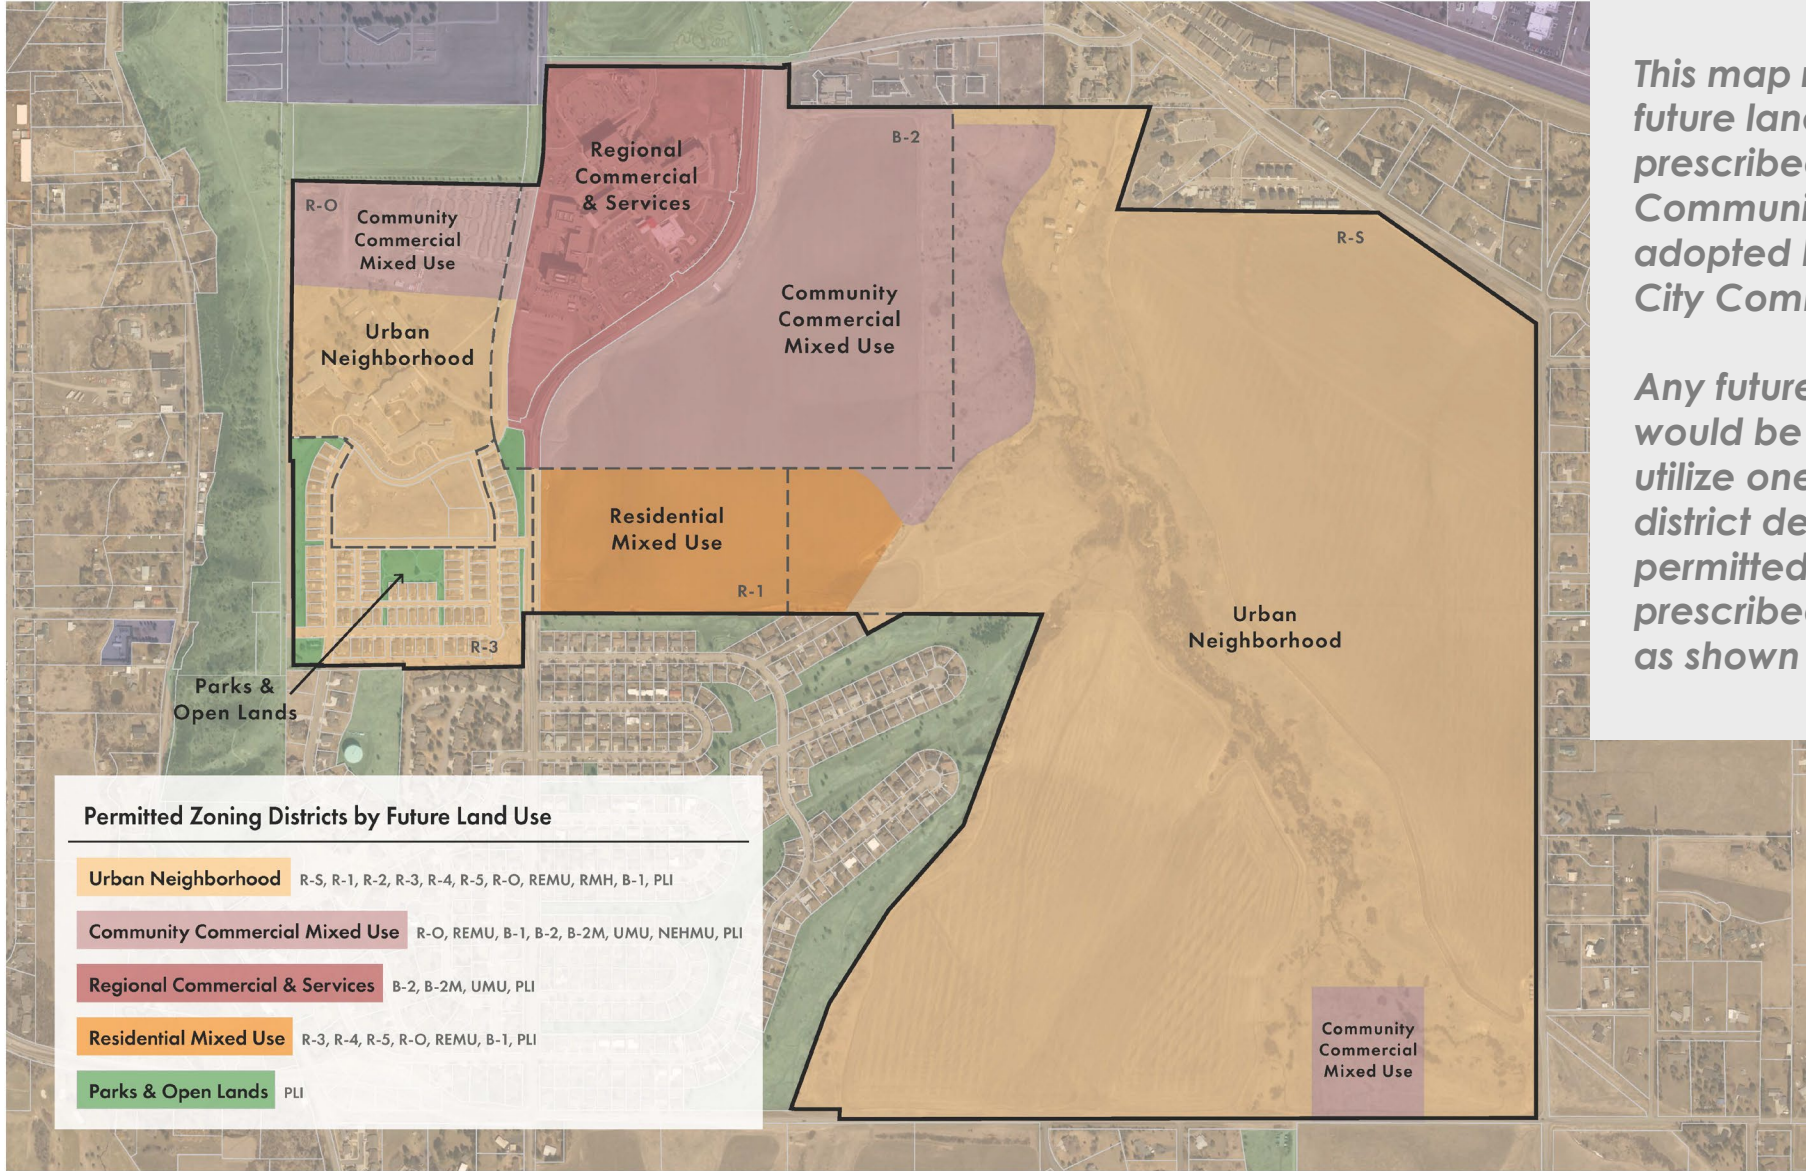 Regional
Commercial
& Services
B-2
R-O
Community
Commercial
Mixed Use
R-S
Community
Commercial
Mixed Use
Urban
Neighborhood
Residential
Mixed Use
R-1
Urban
Neighborhood
R-3
Parks &
Open Lands
Community
Commercial
Mixed Use
Permitted Zoning Districts by Future Land Use
Urban Neighborhood R-S, R-1, R-2, R-3, R-4, R-5, R-O, REMU, RMH, B-1, PLI
Community Commercial Mixed Use R-O, REMU, B-1, B-2, B-2M, UMU, NEHMU, PLI
Regional Commercial & Services B-2, B-2M, UMU, PLI
Residential Mixed Use R-3, R-4, R-5, R-O, REMU, B-1, PLI
Parks & Open Lands PLI
This map
future
prescribe
adopted
City
Any future
would be
utilize one
district
permitted
prescribe
as shown